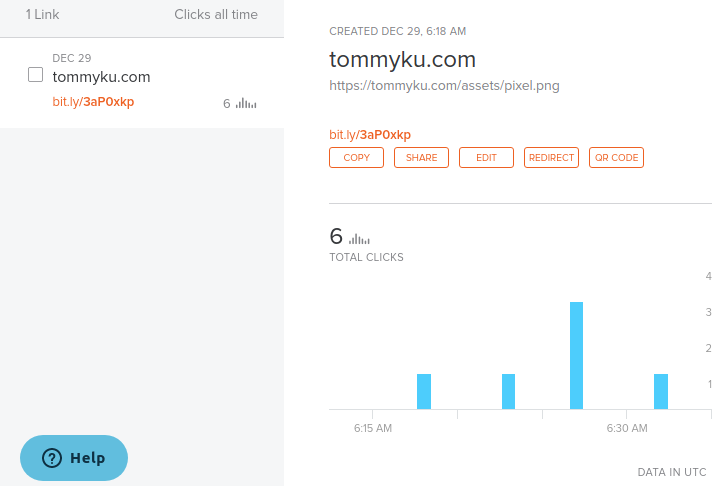 1 Link
Clicks all time
DEC 29
tommyku.com
bit.ly/3aP0xkp
6
Help
CREATED DEC 29, 6:18 AM
tommyku.com
https://tommyku.com/assets/pixel.png
bit.ly/3aP0xkp
COPY SHARE EDIT REDIRECT QR CODE
6
TOTAL CLICKS
4
3
2
1
6:15 AM 6:30 AM
DATA IN UTC